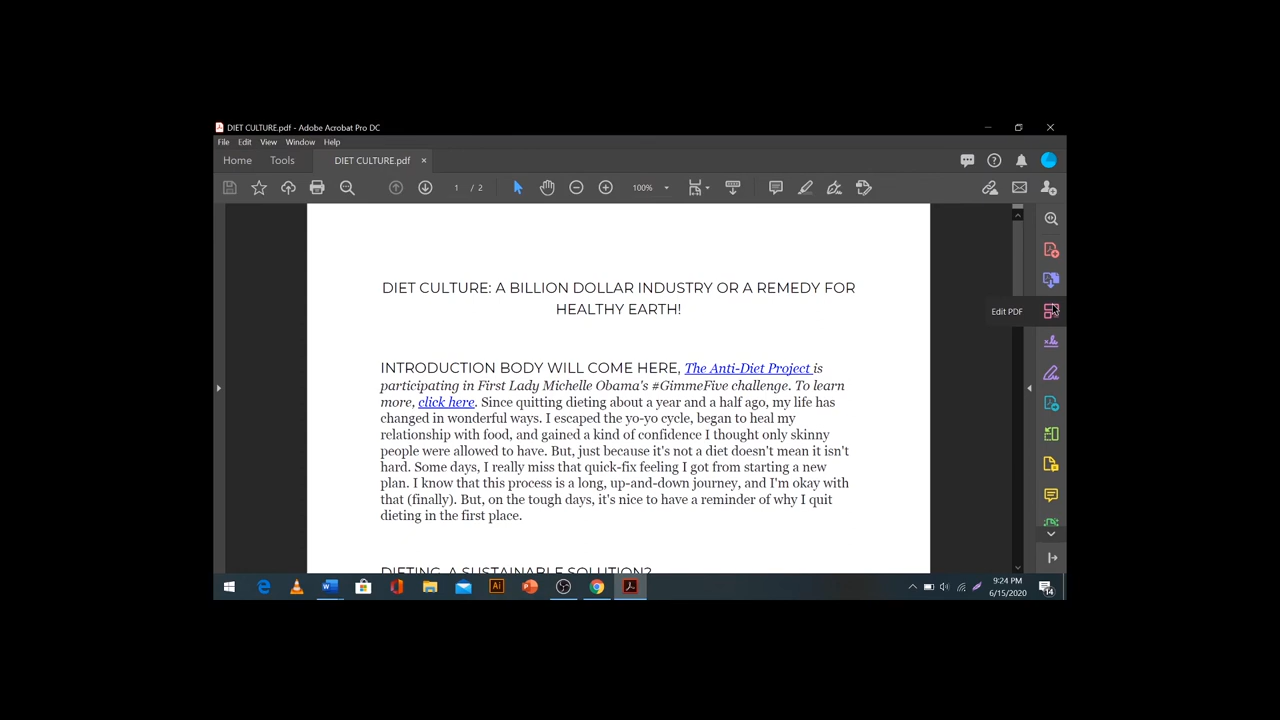 DIET CULTURE.pdf - Adobe Acrobat Pro DC
File Edit View Window Help
Home Tools DIET CULTURE.pdf ×
1 / 2 100%
DIET CULTURE: A BILLION DOLLAR INDUSTRY OR A REMEDY FOR
HEALTHY EARTH!
Edit PDF
INTRODUCTION BODY WILL COME HERE, The Anti-Diet Project is
participating in First Lady Michelle Obama's #GimmeFive challenge. To learn
more, click here. Since quitting dieting about a year and a half ago, my life has
changed in wonderful ways. I escaped the yo-yo cycle, began to heal my
relationship with food, and gained a kind of confidence I thought only skinny
people were allowed to have. But, just because it's not a diet doesn't mean it isn't
hard. Some days, I really miss that quick-fix feeling I got from starting a new
plan. I know that this process is a long, up-and-down journey, and I'm okay with
that (finally). But, on the tough days, it's nice to have a reminder of why I quit
dieting in the first place.
DIETING, A SUSTAINABLE SOLUTION?
Ai
9:24 PM
6/15/2020
14